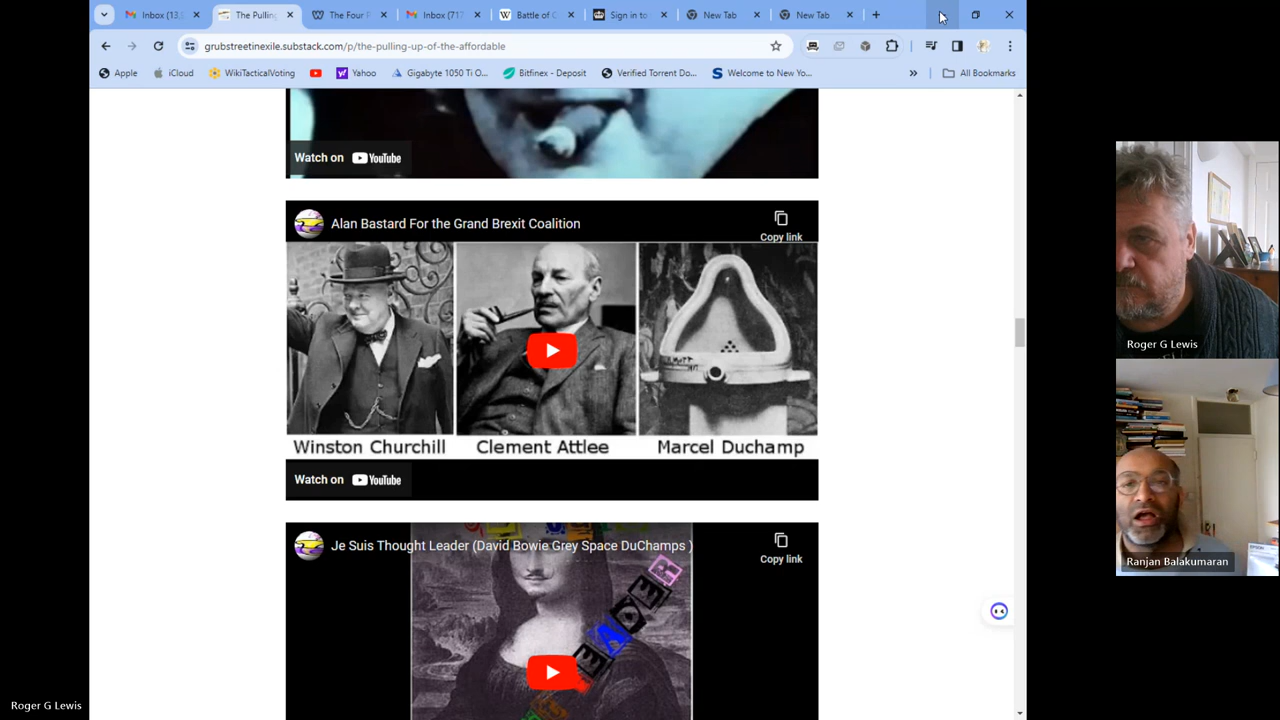 Inbox (13,
The Pulling
The Four F
Inbox (717
Battle of C
Sign in to
New Tab
New Tab
grubstreetinexile.substack.com/p/the-pulling-up-of-the-affordable
Apple
iCloud
WikiTacticalVoting
Yahoo
Gigabyte 1050 Ti O...
Bitfinex - Deposit
Verified Torrent Do...
Welcome to New Yo...
»
All Bookmarks
Watch on YouTube
Alan Bastard For the Grand Brexit Coalition
Copy link
Winston Churchill
Clement Attlee
Marcel Duchamp
Watch on YouTube
Je Suis Thought Leader (David Bowie Grey Space DuChamps )
Copy link
Roger G Lewis
Ranjan Balakumaran
Roger G Lewis